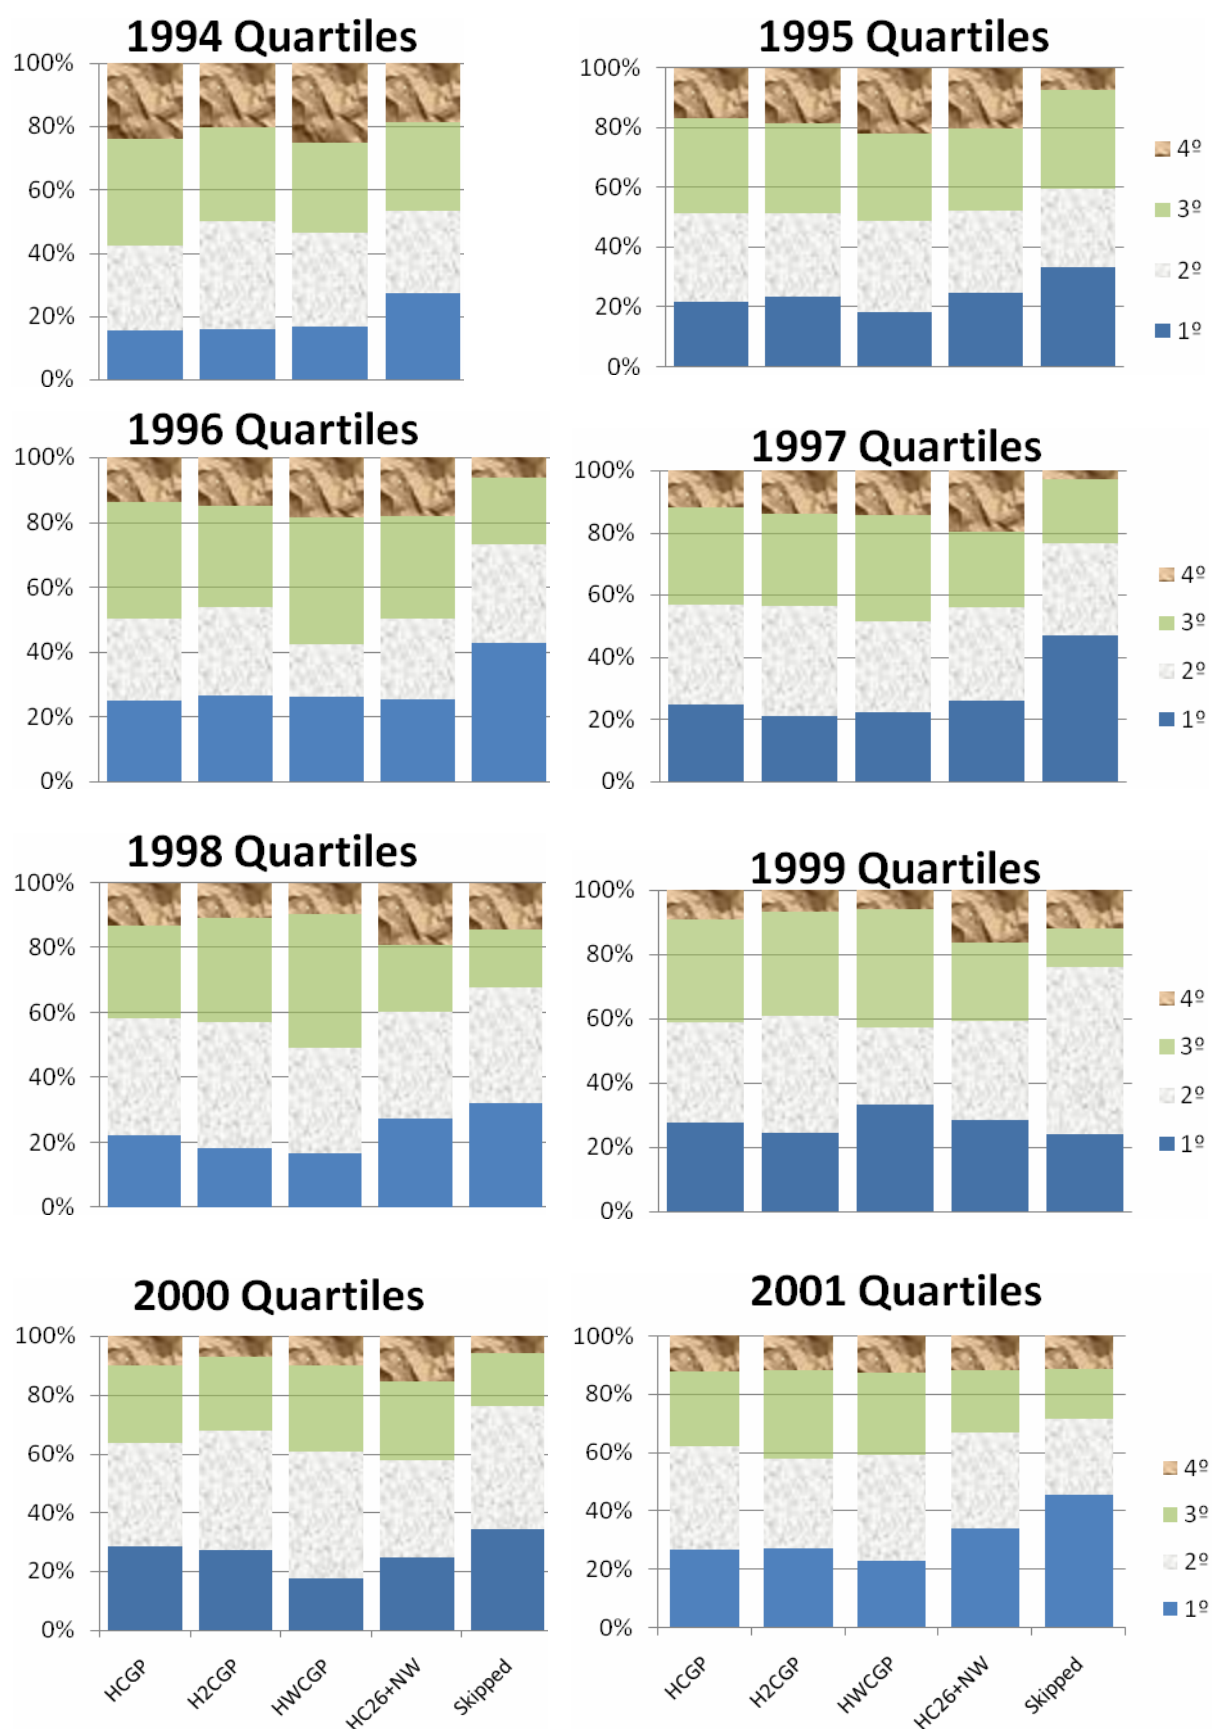 1994 Quartiles
100%
80%
60%
40%
20%
0%
1995 Quartiles
100%
80%
60%
40%
20%
0%
4º
3º
2º
1º
1996 Quartiles
100%
80%
60%
40%
20%
0%
1997 Quartiles
100%
80%
60%
40%
20%
0%
4º
3º
2º
1º
1998 Quartiles
100%
80%
60%
40%
20%
0%
1999 Quartiles
100%
80%
60%
40%
20%
0%
4º
3º
2º
1º
2000 Quartiles
100%
80%
60%
40%
20%
0%
HCGP
H2CGP
HWCGP
HC26+NW
Skipped
2001 Quartiles
100%
80%
60%
40%
20%
0%
HCGP
H2CGP
HWCGP
HC26+NW
Skipped
4º
3º
2º
1º